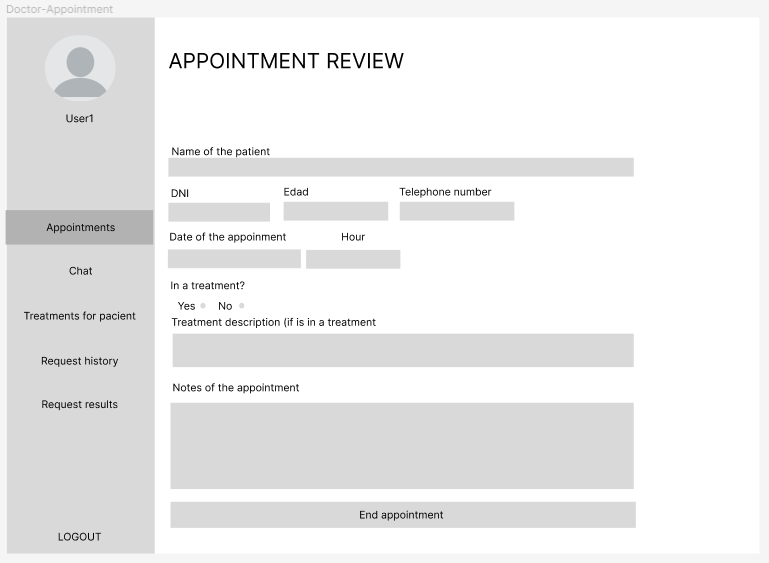 Doctor-Appointment
User1
Appointments
Chat
Treatments for pacient
Request history
Request results
LOGOUT
APPOINTMENT REVIEW
Name of the patient
DNI Edad Telephone number
Date of the appoinment Hour
In a treatment?
Yes No
Treatment description (if is in a treatment
Notes of the appointment
End appointment